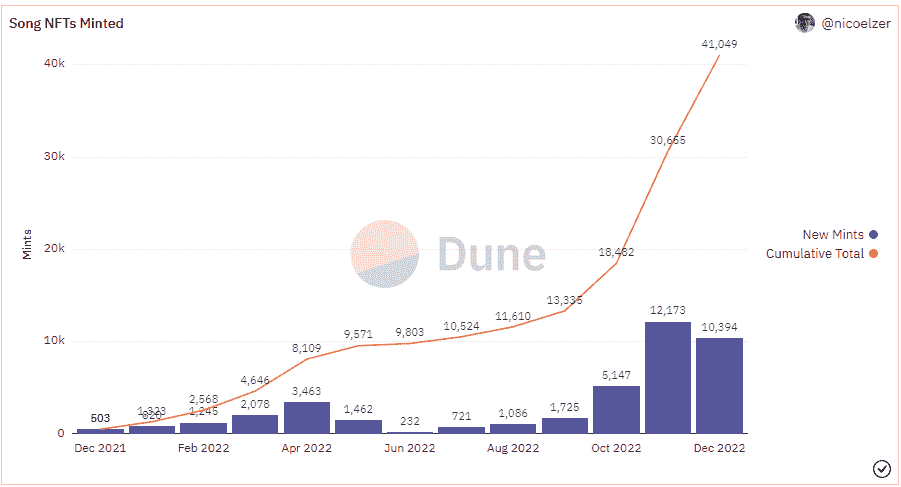 Song NFTs Minted
@nicoelzer
41,049
40k
30,655
30k
New Mints
Cumulative Total
Mints
Dune
20k
18,482
13,335
12,173
11,610
10,524
10,394
10k
9,803
9,571
8,109
5,147
4,646
3,463
2,568
2,078
1,725
1,462
1,323
1,245
1,086
820
721
503
232
0
Dec 2021
Feb 2022
Apr 2022
Jun 2022
Aug 2022
Oct 2022
Dec 2022